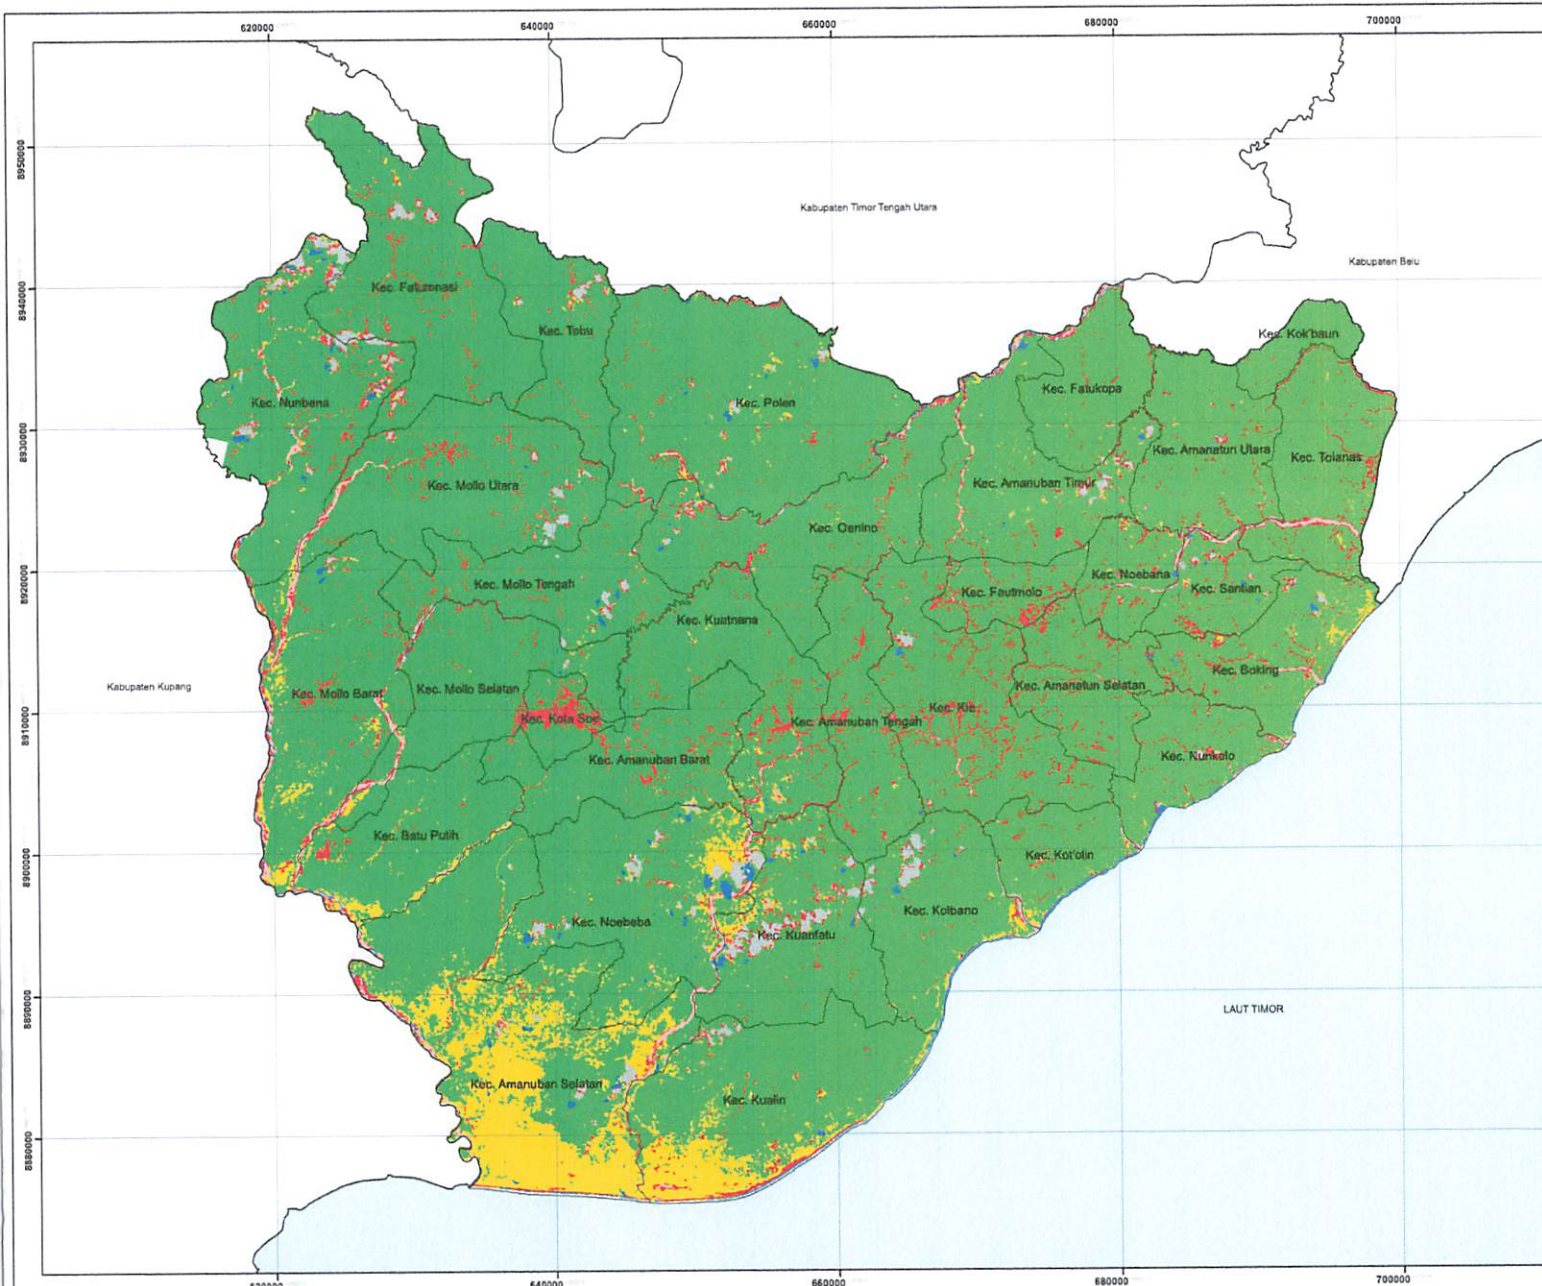 620000
640000
660000
680000
700000
8950000
Kabupaten Timor Tengah Utara
Kabupaten Belu
8940000
Kec. Fatumnasi
Kec. Tobu
Kec. Kok'baun
Kec. Fatukopa
Kec. Nunbena
Kec. Polen
8930000
Kec. Amanatun Utara
Kec. Toianas
Kec. Mollo Utara
Kec. Amanuban Timur
Kec. Oenino
8920000
Kec. Mollo Tengah
Kec. Noebana
Kec. Santian
Kec. Fautmolo
Kec. Kuatnana
Kec. Boking
Kabupaten Kupang
Kec. Mollo Barat
Kec. Mollo Selatan
Kec. Amanatun Selatan
8910000
Kec. Kota Soe
Kec. Amanuban Tengah
Kec. Kie
Kec. Amanuban Barat
Kec. Nunkolo
Kec. Batu Putih
8900000
Kec. Kot'olin
Kec. Noebeba
Kec. Kolbano
Kec. Kuanfatu
8890000
LAUT TIMOR
Kec. Amanuban Selatan
Kec. Kualin
8880000
620000
640000
660000
680000
700000